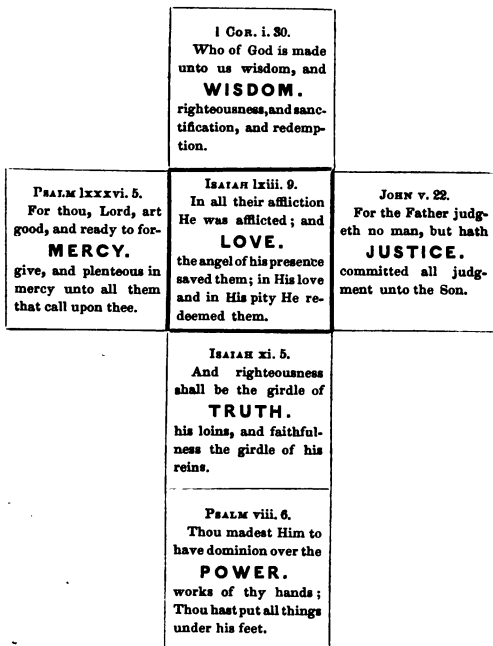 1 Cor. i. 30.
Who of God is made
unto us wisdom, and
WISDOM.
righteousness, and sanc-
tification, and redemp-
tion.
Psalm lxxxvi. 5.
For thou, Lord, art
good, and ready to for-
MERCY.
give, and plenteous in
mercy unto all them
that call upon thee.
Isaiah lxiii. 9.
In all their affliction
He was afflicted; and
LOVE.
the angel of his presence
saved them; in His love
and in His pity He re-
deemed them.
John v. 22.
For the Father judg-
eth no man, but hath
JUSTICE.
committed all judg-
ment unto the Son.
Isaiah xi. 5.
And righteousness
shall be the girdle of
TRUTH.
his loins, and faithful-
ness the girdle of his
reins.
Psalm viii. 6.
Thou madest Him to
have dominion over the
POWER.
works of thy hands;
Thou hast put all things
under his feet.